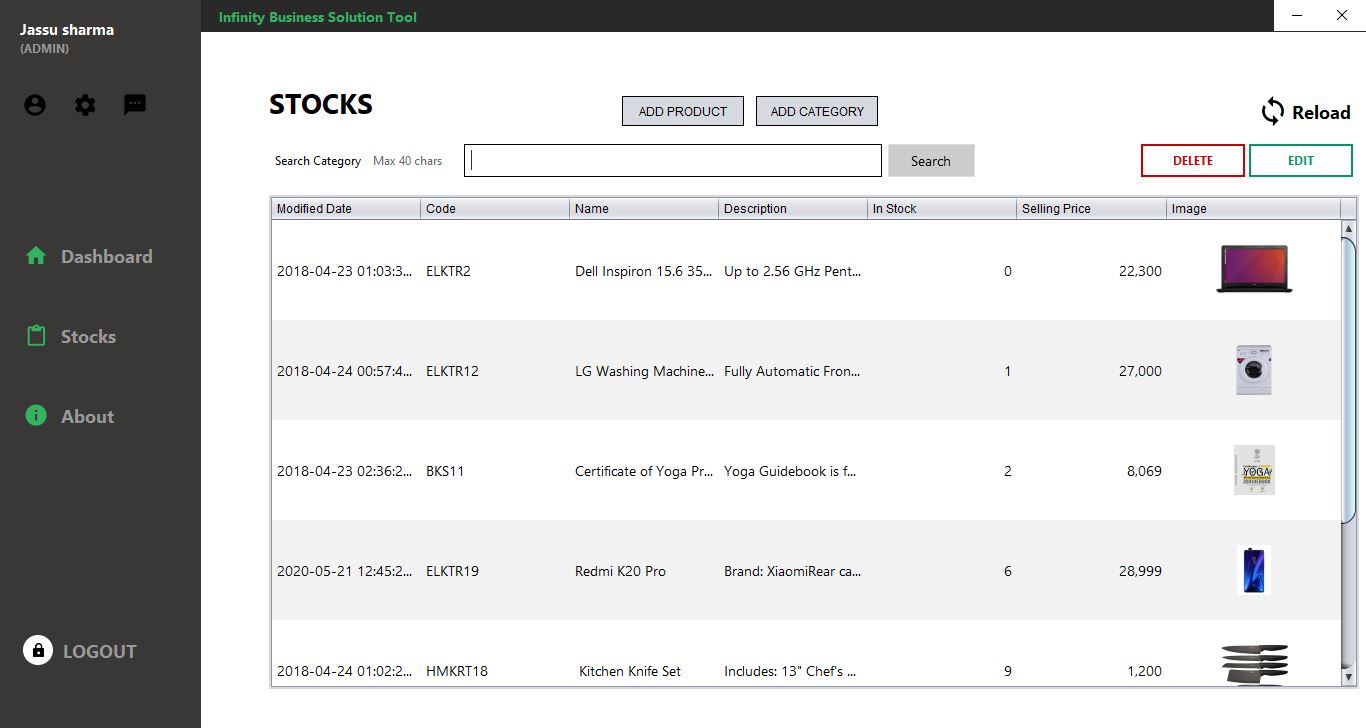 Jassu sharma
(ADMIN)
Infinity Business Solution Tool
STOCKS
ADD PRODUCT
ADD CATEGORY
Reload
Search Category
Max 40 chars
Search
DELETE
EDIT
Dashboard
Stocks
About
LOGOUT
Modified Date Code Name Description In Stock Selling Price Image
2018-04-23 01:03:3... ELKTR2 Dell Inspiron 15.6 35... Up to 2.56 GHz Pent... 0 22,300
2018-04-24 00:57:4... ELKTR12 LG Washing Machine... Fully Automatic Fron... 1 27,000
2018-04-23 02:36:2... BKS11 Certificate of Yoga Pr... Yoga Guidebook is f... 2 8,069
YOGA
2020-05-21 12:45:2... ELKTR19 Redmi K20 Pro Brand: XiaomiRear ca... 6 28,999
2018-04-24 01:02:2... HMKRT18 Kitchen Knife Set Includes: 13" Chef's ... 9 1,200